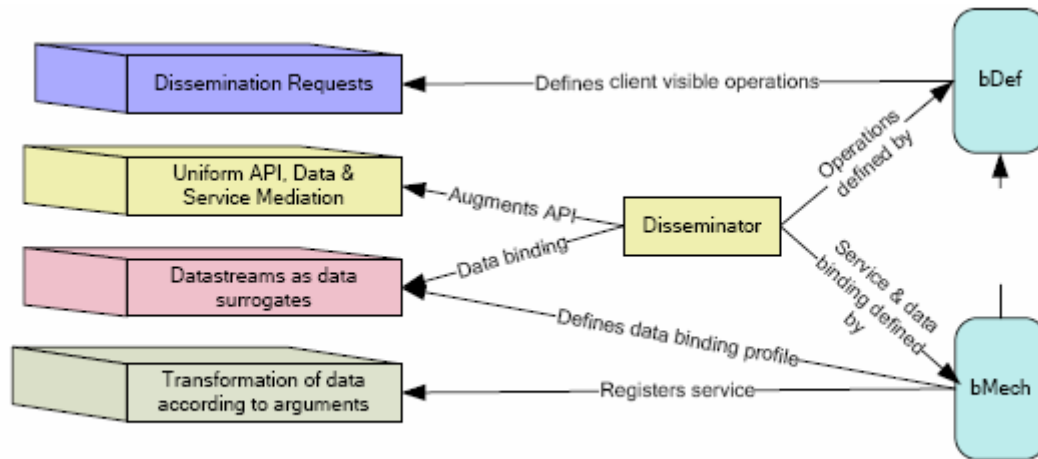 Dissemination Requests
Defines client visible operations
bDef
Uniform API, Data &
Service Mediation
Augments API
Operations
defined by
Disseminator
Data binding
Datastreams as data
surrogates
Service & data
binding defined
by
Defines data binding profile
Transformation of data
according to arguments
Registers service
bMech